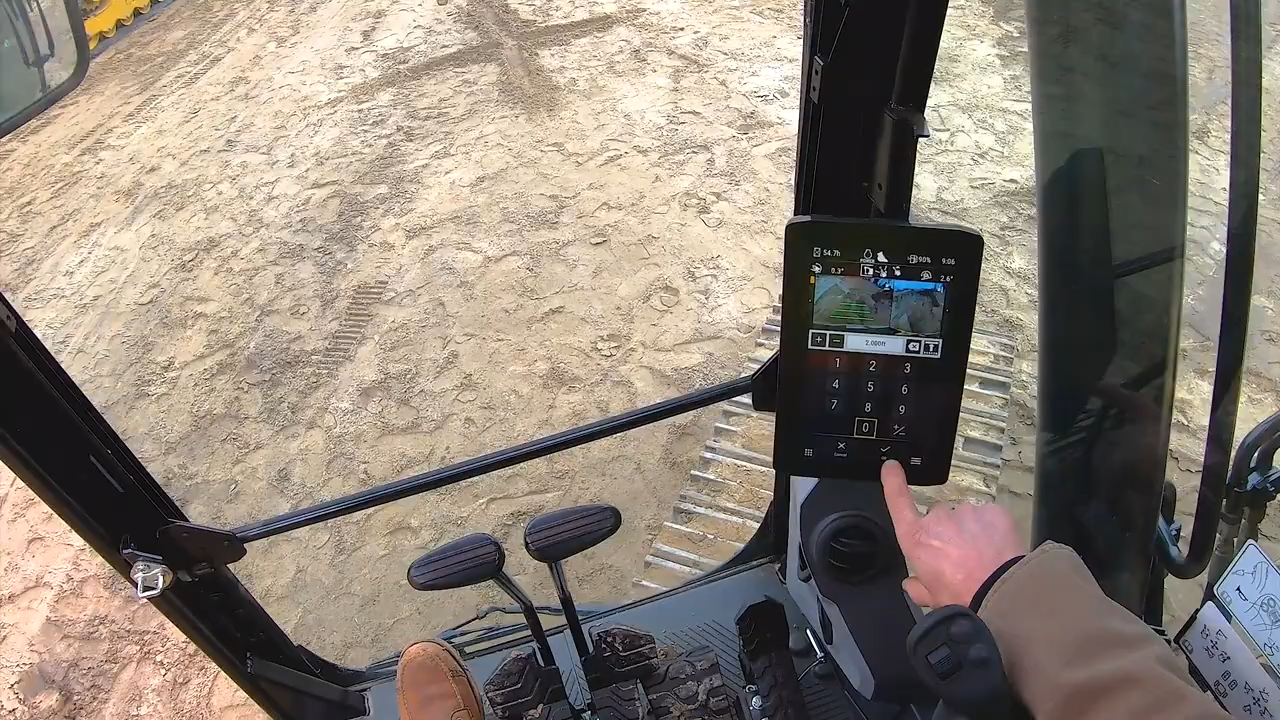 54.7h
POWER
90%
9:06
0.3°
2.6°
+
-
2.000ft
1 2 3
4 5 6
7 8 9
0 +/-
Cancel